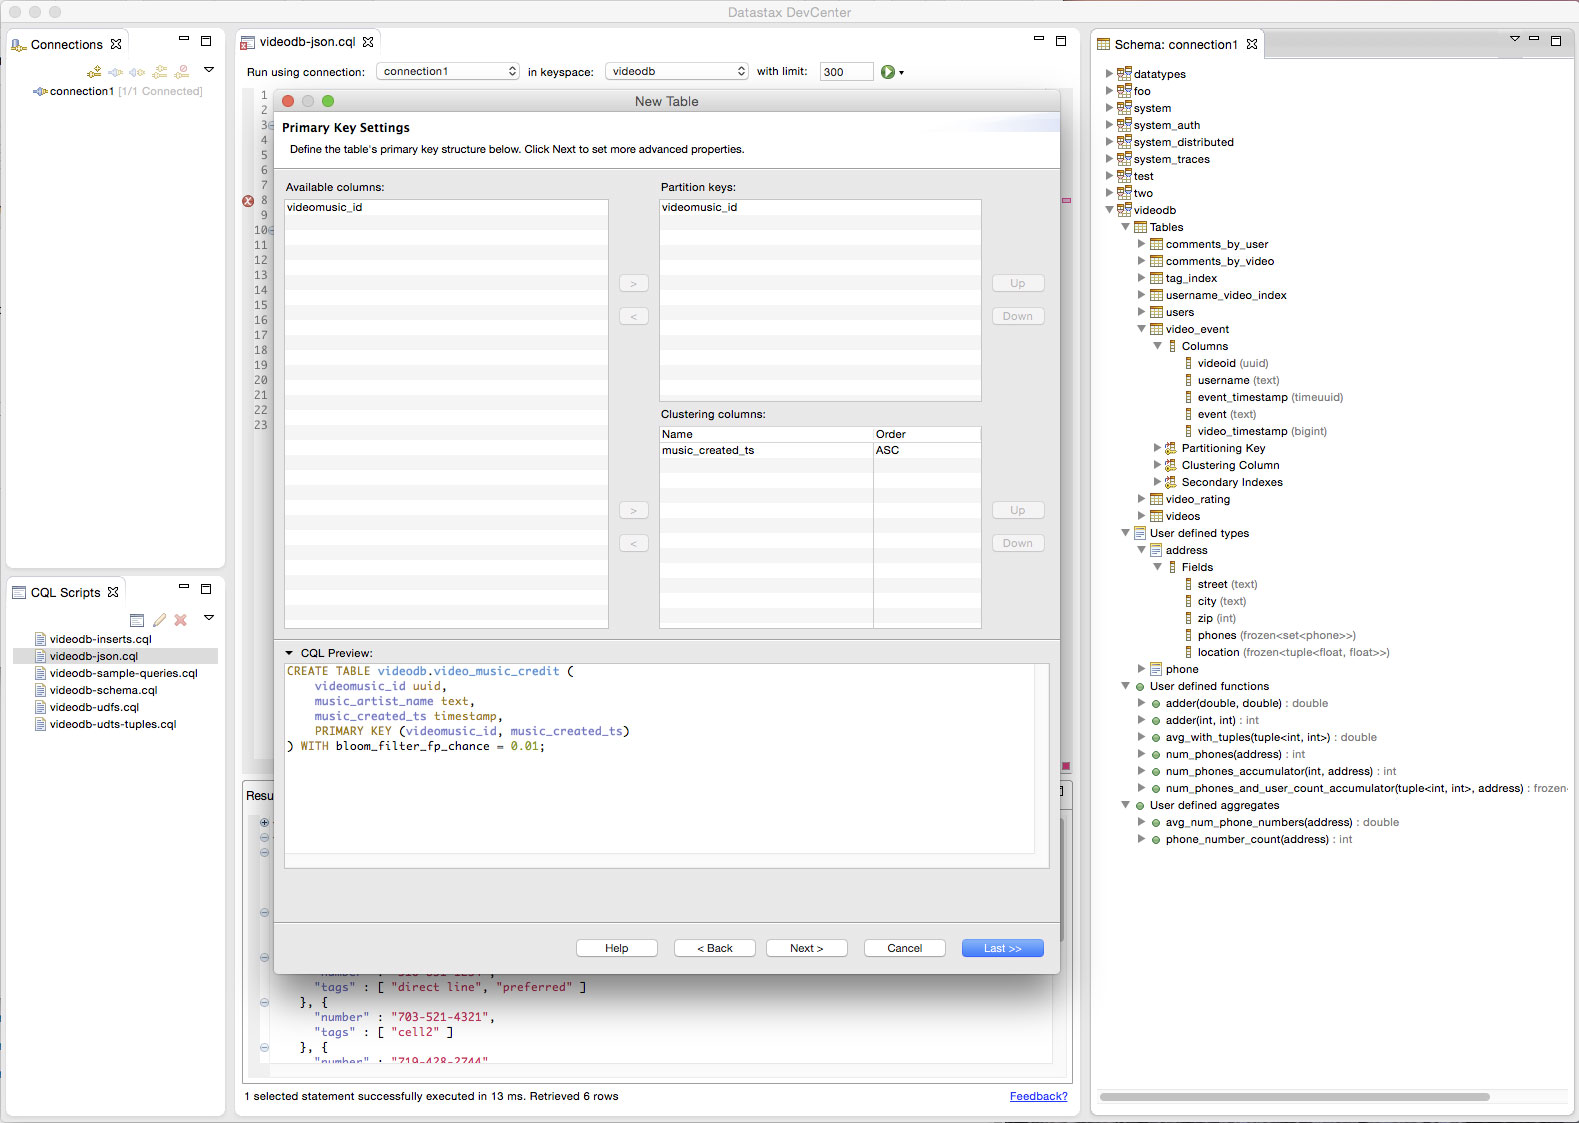 Datastax DevCenter
Connections
connection1 [1/1 Connected]
CQL Scripts
videodb-inserts.cql
videodb-json.cql
videodb-sample-queries.cql
videodb-schema.cql
videodb-udfs.cql
videodb-udts-tuples.cql
videodb-json.cql
Run using connection: connection1 in keyspace: videodb with limit: 300
1
2
3
4
5
6
7
8
9
10
11
12
13
14
15
16
17
18
19
20
21
22
23
New Table
Primary Key Settings
Define the table's primary key structure below. Click Next to set more advanced properties.
Available columns:
videomusic_id
>
<
>
<
Partition keys:
videomusic_id
Up
Down
Clustering columns:
Name Order
music_created_ts ASC
Up
Down
CQL Preview:
CREATE TABLE videodb.video_music_credit (
videomusic_id uuid,
music_artist_name text,
music_created_ts timestamp,
PRIMARY KEY (videomusic_id, music_created_ts)
) WITH bloom_filter_fp_chance = 0.01;
Help < Back Next > Cancel Last >>
Resu
"tags" : [ "direct line", "preferred" ]
}, {
"number" : "703-521-4321",
"tags" : [ "cell2" ]
}, {
"number" : "719-428-2744"
1 selected statement successfully executed in 13 ms. Retrieved 6 rows
Feedback?
Schema: connection1
datatypes
foo
system
system_auth
system_distributed
system_traces
test
two
videodb
Tables
comments_by_user
comments_by_video
tag_index
username_video_index
users
video_event
Columns
videoid (uuid)
username (text)
event_timestamp (timeuuid)
event (text)
video_timestamp (bigint)
Partitioning Key
Clustering Column
Secondary Indexes
video_rating
videos
User defined types
address
Fields
street (text)
city (text)
zip (int)
phones (frozen<set<phone>>)
location (frozen<tuple<float, float>>)
phone
User defined functions
adder(double, double) : double
adder(int, int) : int
avg_with_tuples(tuple<int, int>) : double
num_phones(address) : int
num_phones_accumulator(int, address) : int
num_phones_and_user_count_accumulator(tuple<int, int>, address) : frozen
User defined aggregates
avg_num_phone_numbers(address) : double
phone_number_count(address) : int